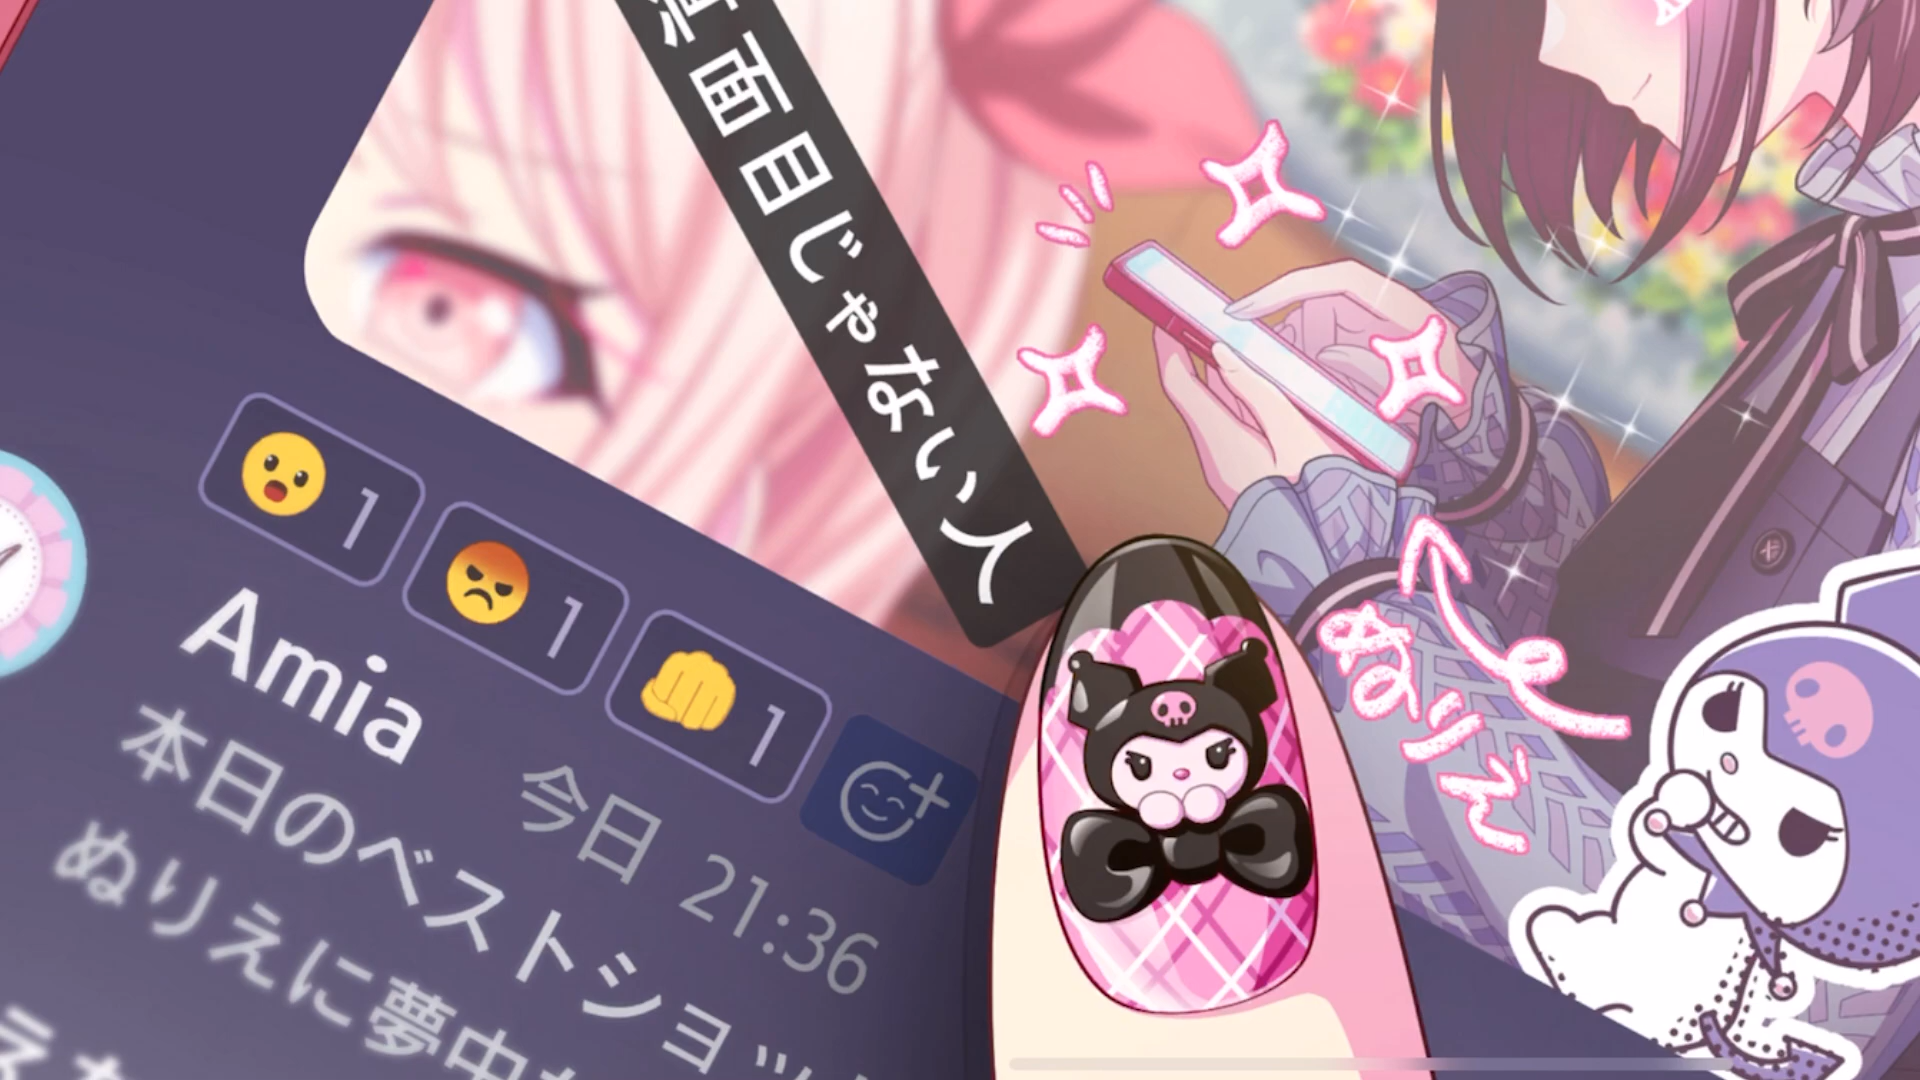 面目じゃない人
1
1
1
Amia 今日 21:36
本日のベストショッ
ぬりえに夢中
ぬりえ